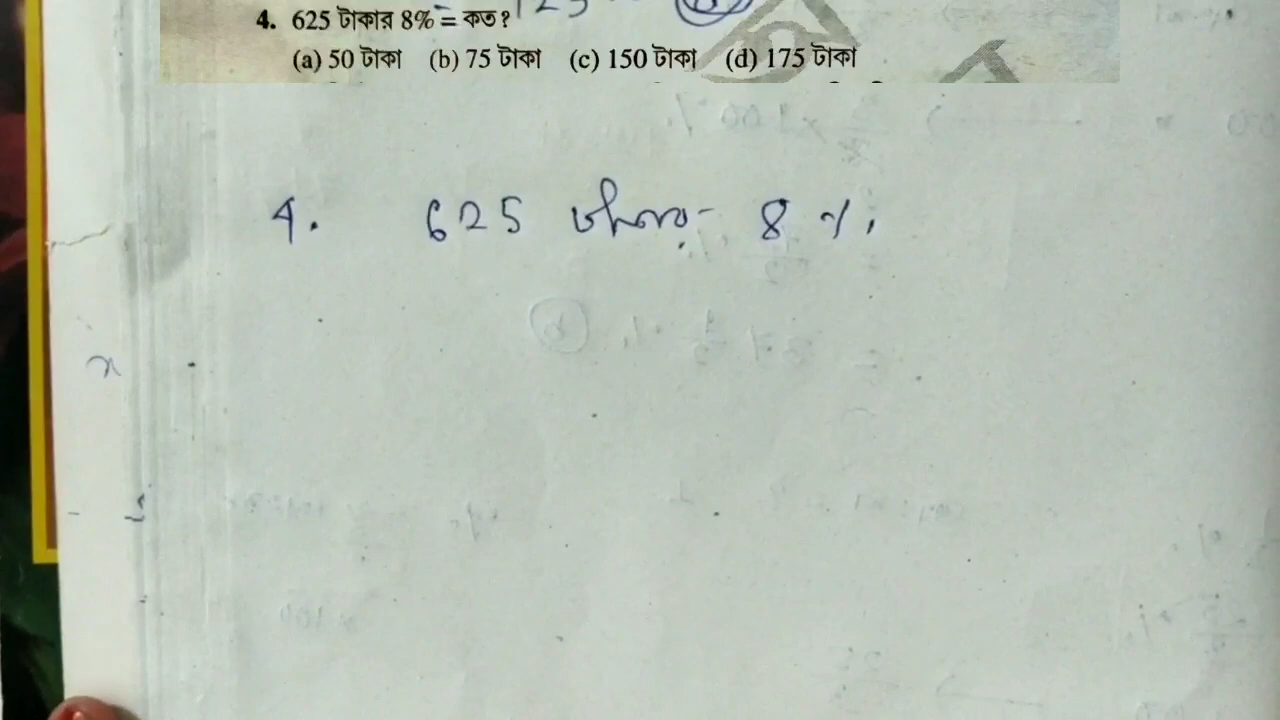 4. 625 টাকার 8% = কত?
(a) 50 টাকা (b) 75 টাকা (c) 150 টাকা (d) 175 টাকা
4. 625 টাকার 8%